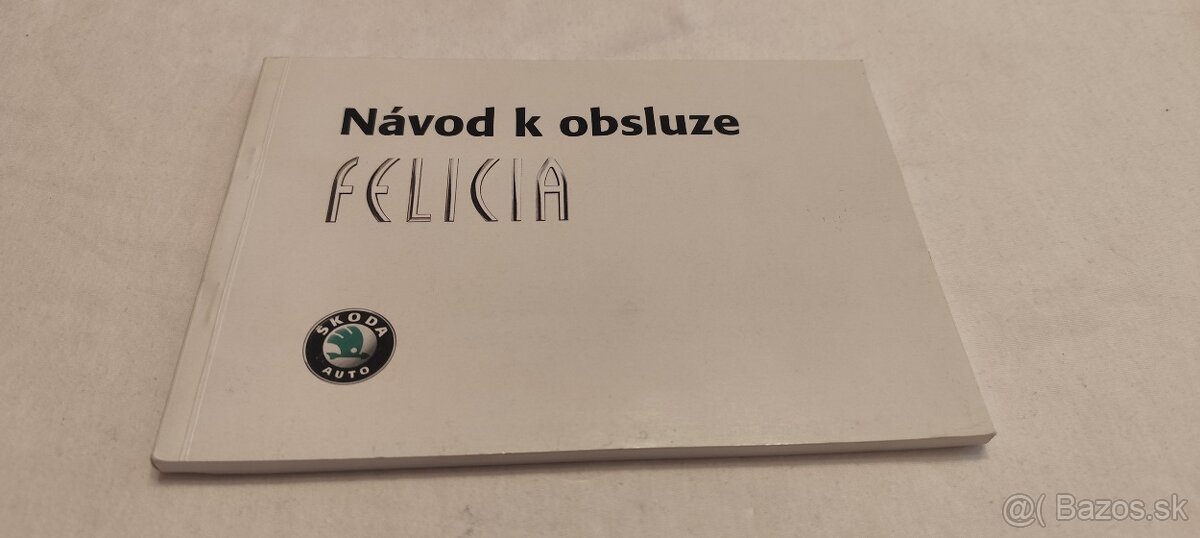 Návod k obsluze
FELICIA
ŠKODA
AUTO
@( Bazos.sk